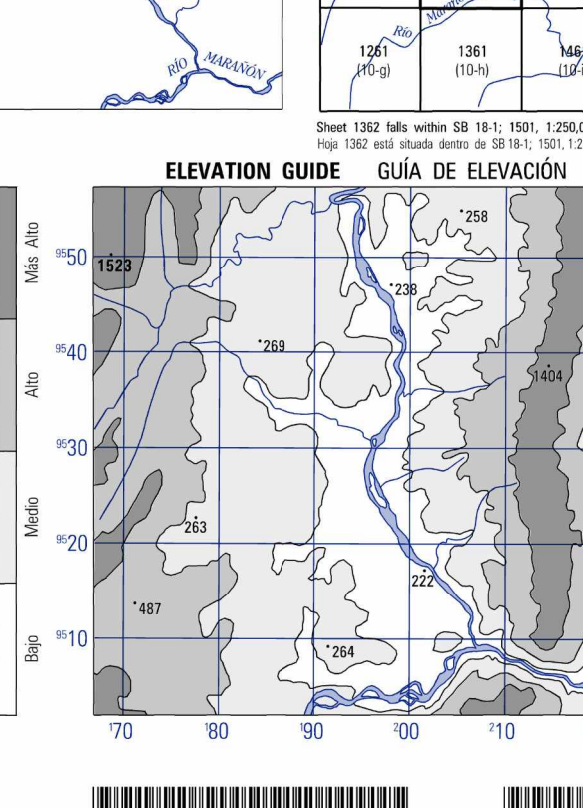 RÍO MARAÑÓN
Río Marañ
1261
(10-g)
1361
(10-h)
146
(10-i
Sheet 1362 falls within SB 18-1; 1501, 1:250,0
Hoja 1362 está situada dentro de SB 18-1; 1501, 1:2
ELEVATION GUIDE GUÍA DE ELEVACIÓN
Más Alto
Alto
Medio
Bajo
9550
9540
9530
9520
9510
258
1523
238
269
1404
263
222
487
264
170 180 190 200 210